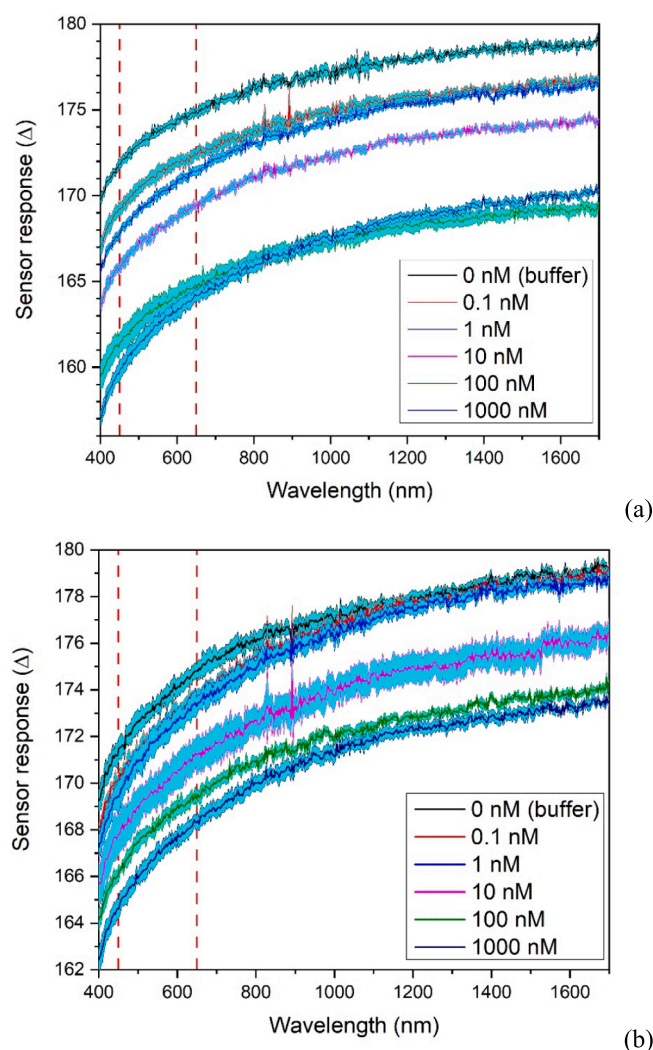 180
175
170
165
160
Sensor response (Δ)
0 nM (buffer)
0.1 nM
1 nM
10 nM
100 nM
1000 nM
400 600 800 1000 1200 1400 1600
Wavelength (nm)
(a)
180
178
176
174
172
170
168
166
164
162
Sensor response (Δ)
0 nM (buffer)
0.1 nM
1 nM
10 nM
100 nM
1000 nM
400 600 800 1000 1200 1400 1600
Wavelength (nm)
(b)